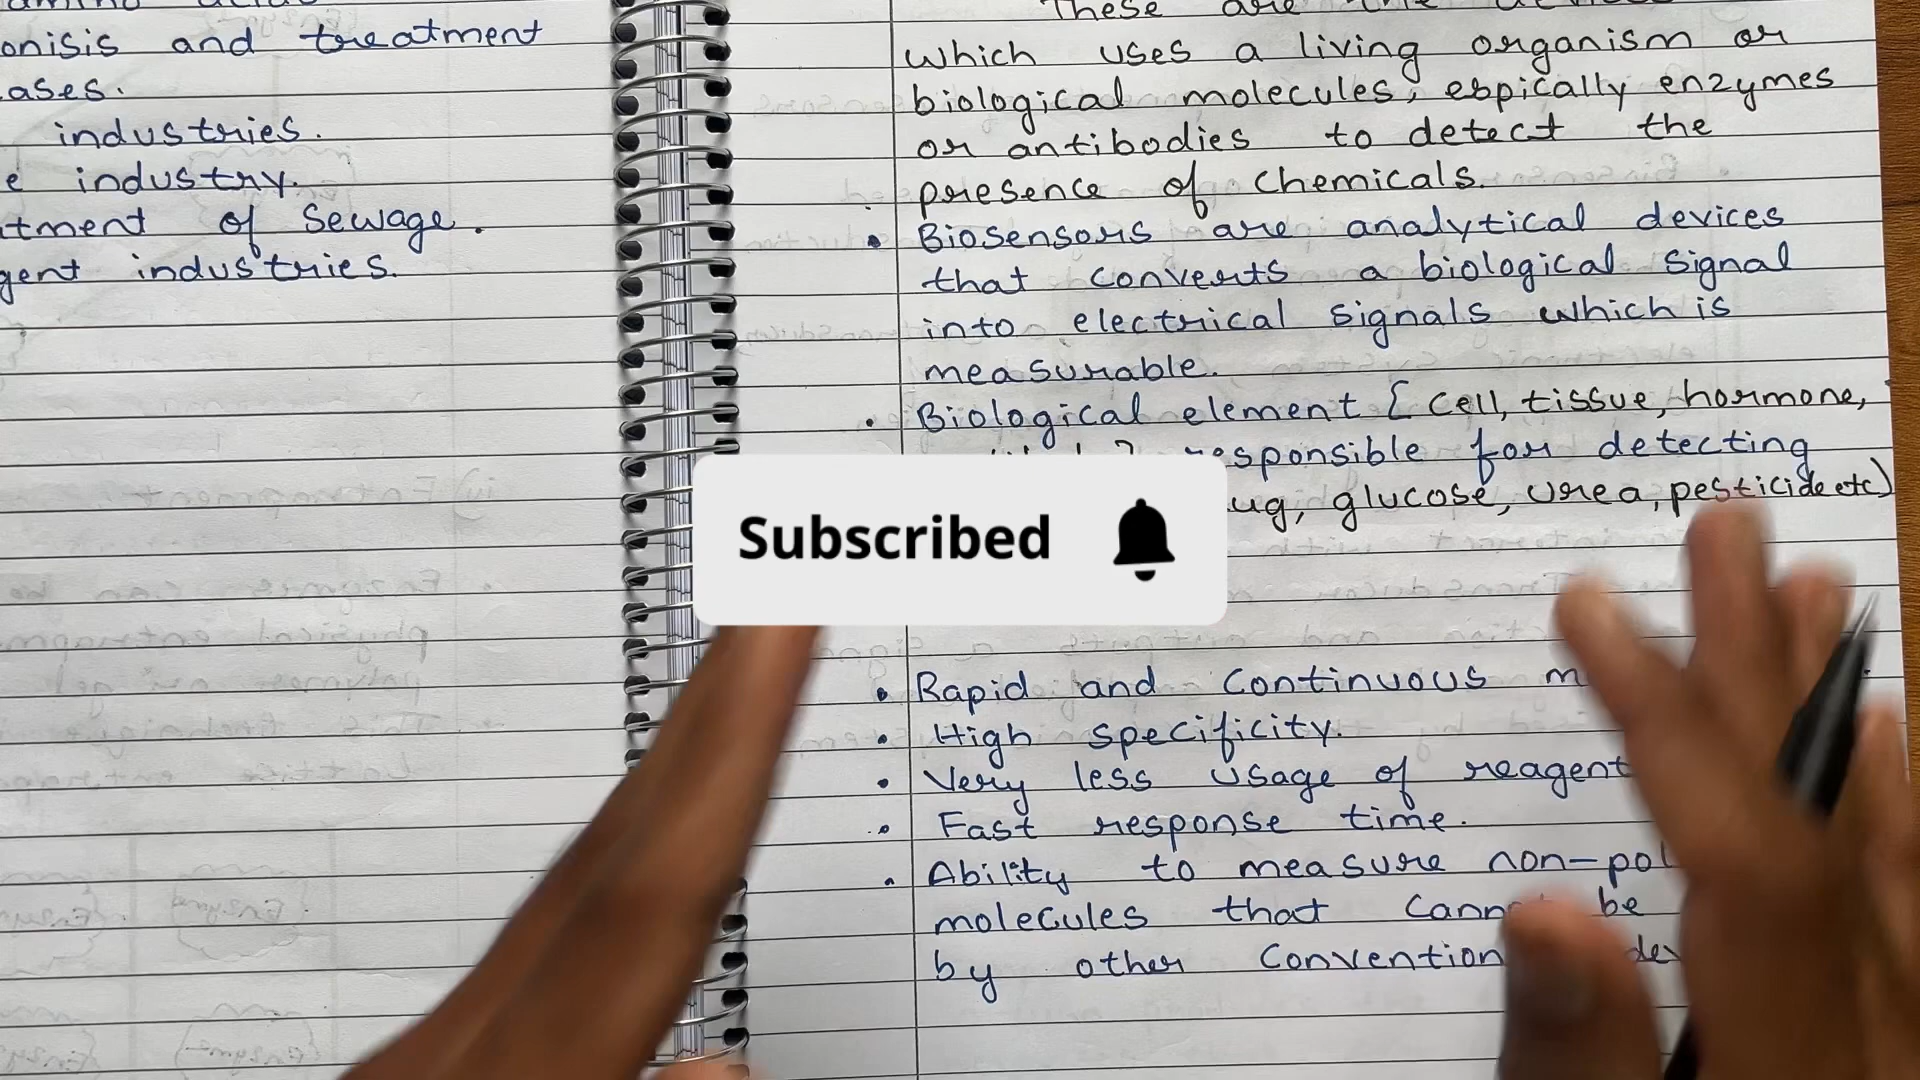 onisis and treatment
ases.
industries.
e industry.
tment of Sewage.
gent industries.
These are the
which uses a living organism or
biological molecules, espically enzymes
or antibodies to detect the
presence of chemicals.
• Biosensors are analytical devices
that converts a biological signal
into electrical signals which is
measurable.
• Biological element [ cell, tissue, hormone,
responsible for detecting
ug, glucose, urea, pesticide etc)
Subscribed
• Rapid and continuous m
• High specificity.
• Very less usage of reagent
• Fast response time.
• Ability to measure non-pol
molecules that cannot be
by other convention dev